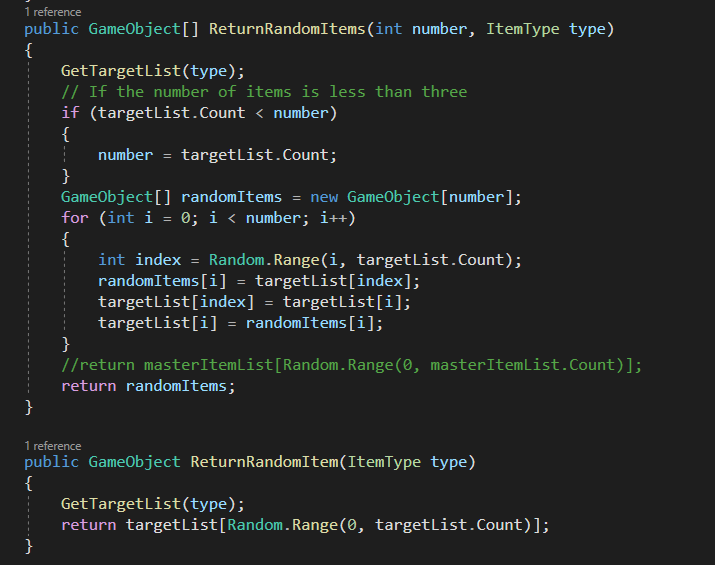 1 reference
public GameObject[] ReturnRandomItems(int number, ItemType type)
{
    GetTargetList(type);
    // If the number of items is less than three
    if (targetList.Count < number)
    {
        number = targetList.Count;
    }
    GameObject[] randomItems = new GameObject[number];
    for (int i = 0; i < number; i++)
    {
        int index = Random.Range(i, targetList.Count);
        randomItems[i] = targetList[index];
        targetList[index] = targetList[i];
        targetList[i] = randomItems[i];
    }
    //return masterItemList[Random.Range(0, masterItemList.Count)];
    return randomItems;
}
1 reference
public GameObject ReturnRandomItem(ItemType type)
{
    GetTargetList(type);
    return targetList[Random.Range(0, targetList.Count)];
}